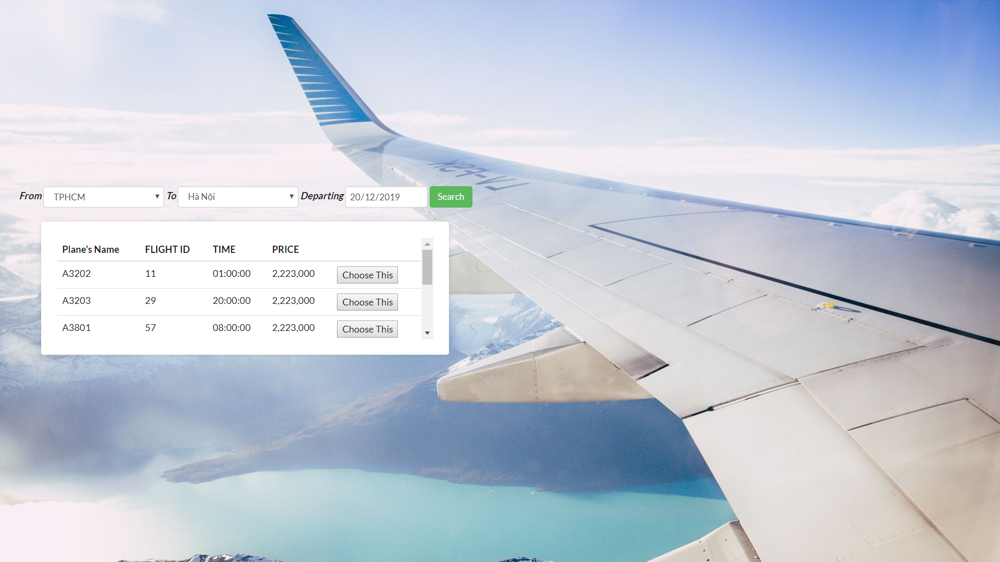 LV-FSK
From TPHCM To Hà Nội Departing 20/12/2019 Search
Plane's Name FLIGHT ID TIME PRICE
A3202 11 01:00:00 2,223,000 Choose This
A3203 29 20:00:00 2,223,000 Choose This
A3801 57 08:00:00 2,223,000 Choose This